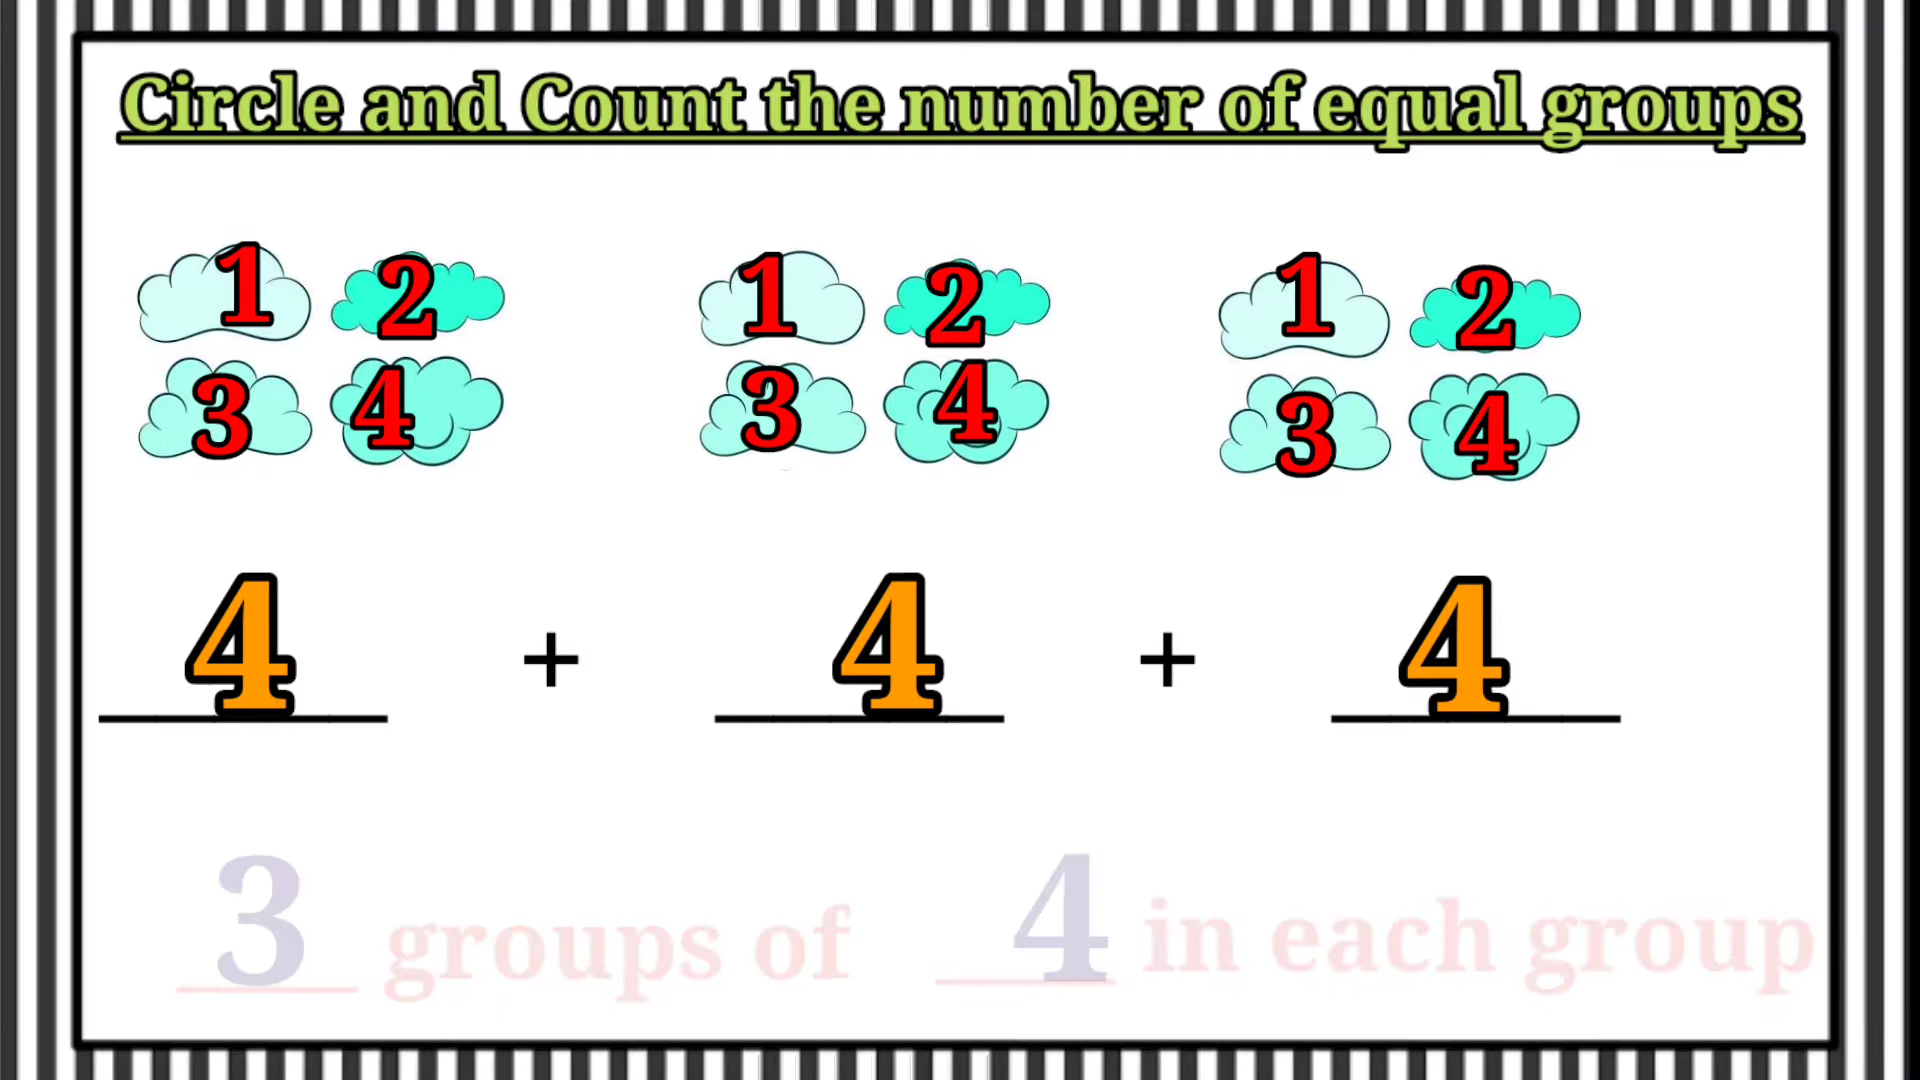 Circle and Count the number of equal groups
1 2 1 2 1 2
3 4 3 4 3 4
4 + 4 + 4
3 groups of 4 in each group